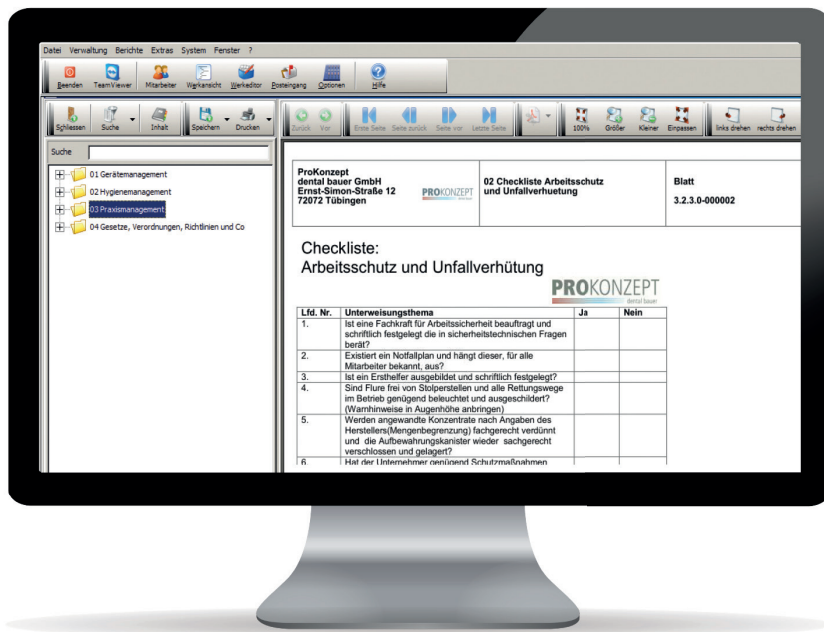 Datei Verwaltung Berichte Extras System Fenster ?
Beenden TeamViewer Mitarbeiter Werkansicht Werkeditor Posteingang Optionen Hilfe
Schliessen Suche Inhalt Speichern Drucken
Zurück Vor Erste Seite Seite zurück Seite vor Letzte Seite 100% Größer Kleiner Einpassen links drehen rechts drehen
Suche
01 Gerätemanagement
02 Hygienemanagement
03 Praxismanagement
04 Gesetze, Verordnungen, Richtlinien und Co
ProKonzept
dental bauer GmbH
Ernst-Simon-Straße 12
72072 Tübingen
PROKONZEPT
02 Checkliste Arbeitsschutz
und Unfallverhuetung
Blatt
3.2.3.0-000002
Checkliste:
Arbeitsschutz und Unfallverhütung
PROKONZEPT
dental bauer
Lfd. Nr. Unterweisungsthema Ja Nein
1. Ist eine Fachkraft für Arbeitssicherheit beauftragt und
schriftlich festgelegt die in sicherheitstechnischen Fragen
berät?
2. Existiert ein Notfallplan und hängt dieser, für alle
Mitarbeiter bekannt, aus?
3. Ist ein Ersthelfer ausgebildet und schriftlich festgelegt?
4. Sind Flure frei von Stolperstellen und alle Rettungswege
im Betrieb genügend beleuchtet und ausgeschildert?
(Warnhinweise in Augenhöhe anbringen)
5. Werden angewandte Konzentrate nach Angaben des
Herstellers(Mengenbegrenzung) fachgerecht verdünnt
und die Aufbewahrungskanister wieder sachgerecht
verschlossen und gelagert?
6. Hat der Unternehmer genügend Schutzmaßnahmen